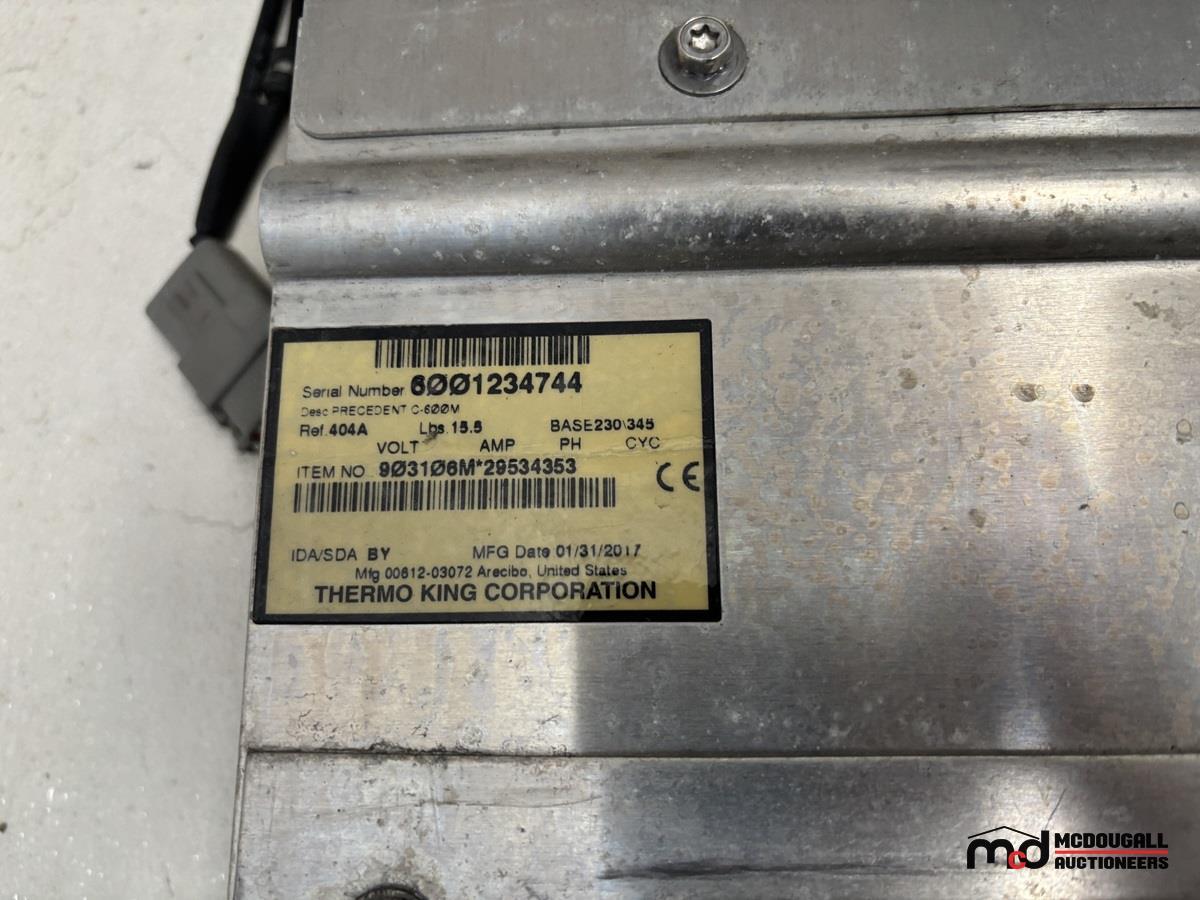 Serial Number 6ØØ1234744
Desc PRECEDENT C-6ØØM
Ref. 404A Lbs. 15.5 BASE230\345
VOLT AMP PH CYC
ITEM NO. 9Ø31Ø6M*29534353
CE
IDA/SDA BY MFG Date 01/31/2017
Mfg 00612-03072 Arecibo, United States
THERMO KING CORPORATION
mcd MCDOUGALL
AUCTIONEERS